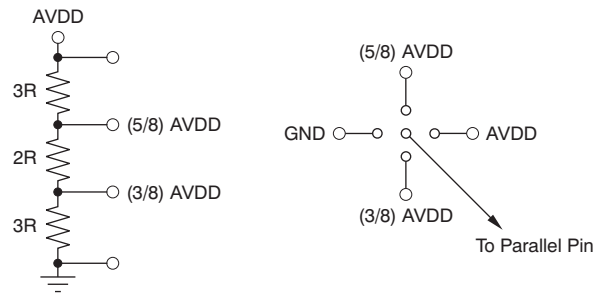 AVDD
3R
(5/8) AVDD
2R
(3/8) AVDD
3R
(5/8) AVDD
GND
AVDD
(3/8) AVDD
To Parallel Pin